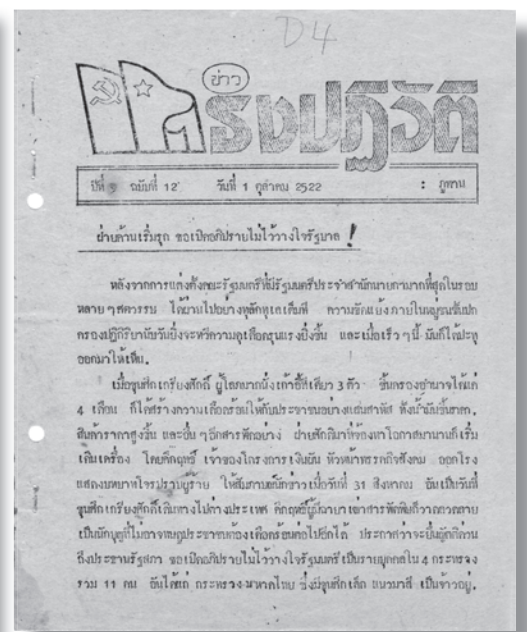 D4
ข่าว
ธงปฏิวัติ
ปีที่ ฉบับที่ 12 วันที่ 1 ตุลาคม 2522 : ภูพาน
ฝ่ายค้านเริ่มรุก ขอเปิดอภิปรายไม่ไว้วางใจรัฐบาล !
หลังจากการแต่งตั้งคณะรัฐมนตรีที่มีรัฐมนตรีประจำสำนักนายกมากที่สุดในรอบ
หลายๆศตวรรษ ได้ผ่านไปอย่างทุลักทุเลเต็มที ความขัดแย้งภายในหมู่ชนชั้นปก
ครองปฏิกิริยานับวันยิ่งจะทวีความดุเดือดรุนแรงยิ่งขึ้น และเมื่อเร็วๆนี้ มันก็ได้ปะทุ
ออกมาให้เห็น.
เมื่อขุนศึกเกรียงศักดิ์ ผู้โลภมากนั่งเก้าอี้ทีเดียว 3 ตัว ขึ้นครองอำนาจได้แค่
4 เดือน ก็ได้สร้างความเดือดร้อนให้กับประชาชนอย่างแสนสาหัส ทั้งน้ำมันขึ้นราคา,
สินค้าราคาสูงขึ้น และอื่นๆอีกสารพัดอย่าง ฝ่ายศักดินาที่จ้องหาโอกาสมานานก็เริ่ม
เดินเครื่อง โดยคึกฤทธิ์ เจ้าของโครงการเงินผัน หัวหน้าพรรคกิจสังคม ออกโรง
แสดงบทบาทโจรปราบผู้ร้าย ให้สัมภาษณ์นักข่าวเมื่อวันที่ 31 สิงหาคม อันเป็นวันที่
ขุนศึกเกรียงศักดิ์เดินทางไปต่างประเทศ คึกฤทธิ์ผู้มีมายาเล่ห์สารพัดพิษก็วาดลวดลาย
เป็นนักบุญที่ไม่อาจทนดูประชาชนต้องเดือดร้อนต่อไปอีกได้ ประกาศว่าจะยื่นญัตติด่วน
ถึงประธานรัฐสภา ขอเปิดอภิปรายไม่ไว้วางใจรัฐมนตรีเป็นรายบุคคลใน 4 กระทรวง
รวม 11 คน อันได้แก่ กระทรวงมหาดไทย ซึ่งมีขุนศึกเล็ก แนวมาลี เป็นเจ้าวอยู่,